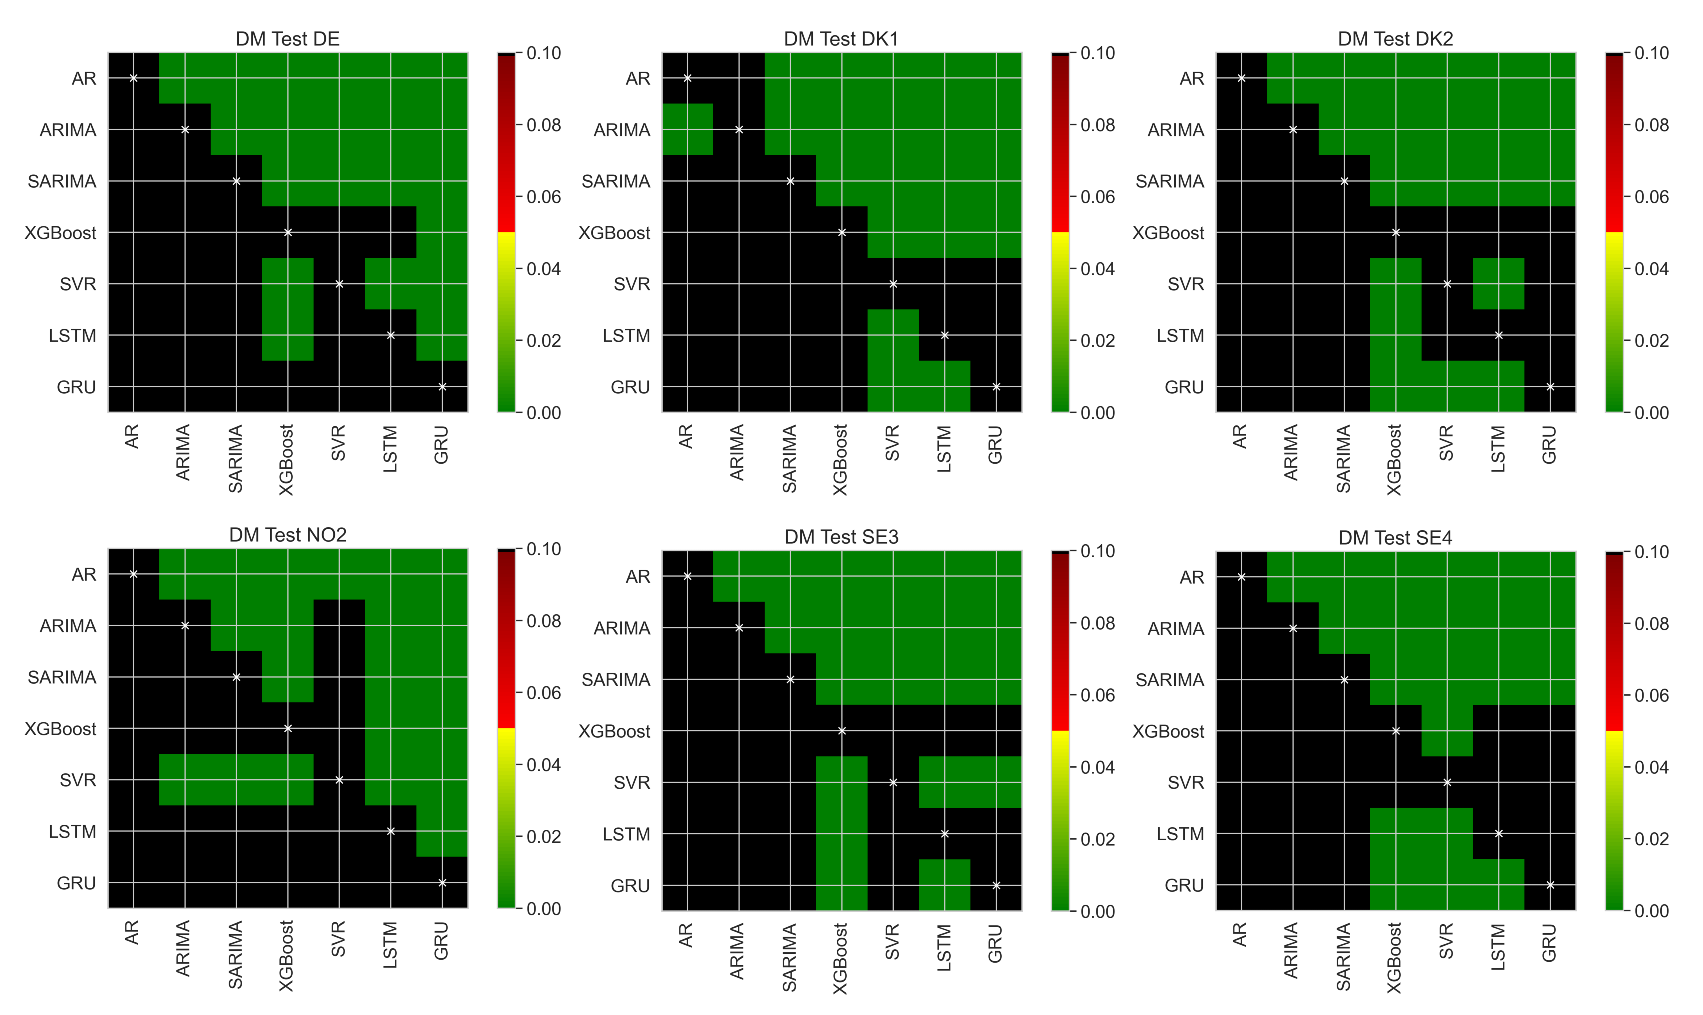 DM Test DE
AR
ARIMA
SARIMA
XGBoost
SVR
LSTM
GRU
AR
ARIMA
SARIMA
XGBoost
SVR
LSTM
GRU
0.10
0.08
0.06
0.04
0.02
0.00
DM Test DK1
AR
ARIMA
SARIMA
XGBoost
SVR
LSTM
GRU
AR
ARIMA
SARIMA
XGBoost
SVR
LSTM
GRU
0.10
0.08
0.06
0.04
0.02
0.00
DM Test DK2
AR
ARIMA
SARIMA
XGBoost
SVR
LSTM
GRU
AR
ARIMA
SARIMA
XGBoost
SVR
LSTM
GRU
0.10
0.08
0.06
0.04
0.02
0.00
DM Test NO2
AR
ARIMA
SARIMA
XGBoost
SVR
LSTM
GRU
AR
ARIMA
SARIMA
XGBoost
SVR
LSTM
GRU
0.10
0.08
0.06
0.04
0.02
0.00
DM Test SE3
AR
ARIMA
SARIMA
XGBoost
SVR
LSTM
GRU
AR
ARIMA
SARIMA
XGBoost
SVR
LSTM
GRU
0.10
0.08
0.06
0.04
0.02
0.00
DM Test SE4
AR
ARIMA
SARIMA
XGBoost
SVR
LSTM
GRU
AR
ARIMA
SARIMA
XGBoost
SVR
LSTM
GRU
0.10
0.08
0.06
0.04
0.02
0.00